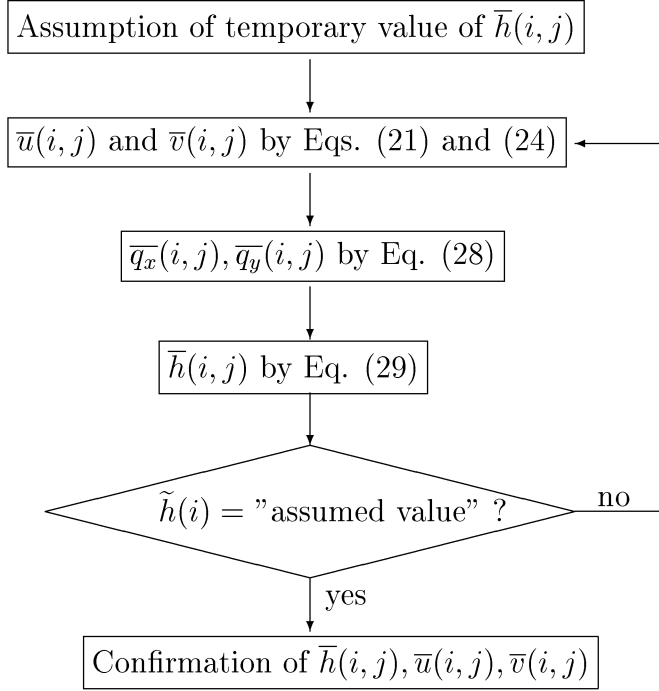 Assumption of temporary value of h̅(i, j)
u̅(i, j) and v̅(i, j) by Eqs. (21) and (24)
q̅ₓ(i, j), q̅ᵧ(i, j) by Eq. (28)
h̅(i, j) by Eq. (29)
h̃(i) = ”assumed value” ?
no
yes
Confirmation of h̅(i, j), u̅(i, j), v̅(i, j)